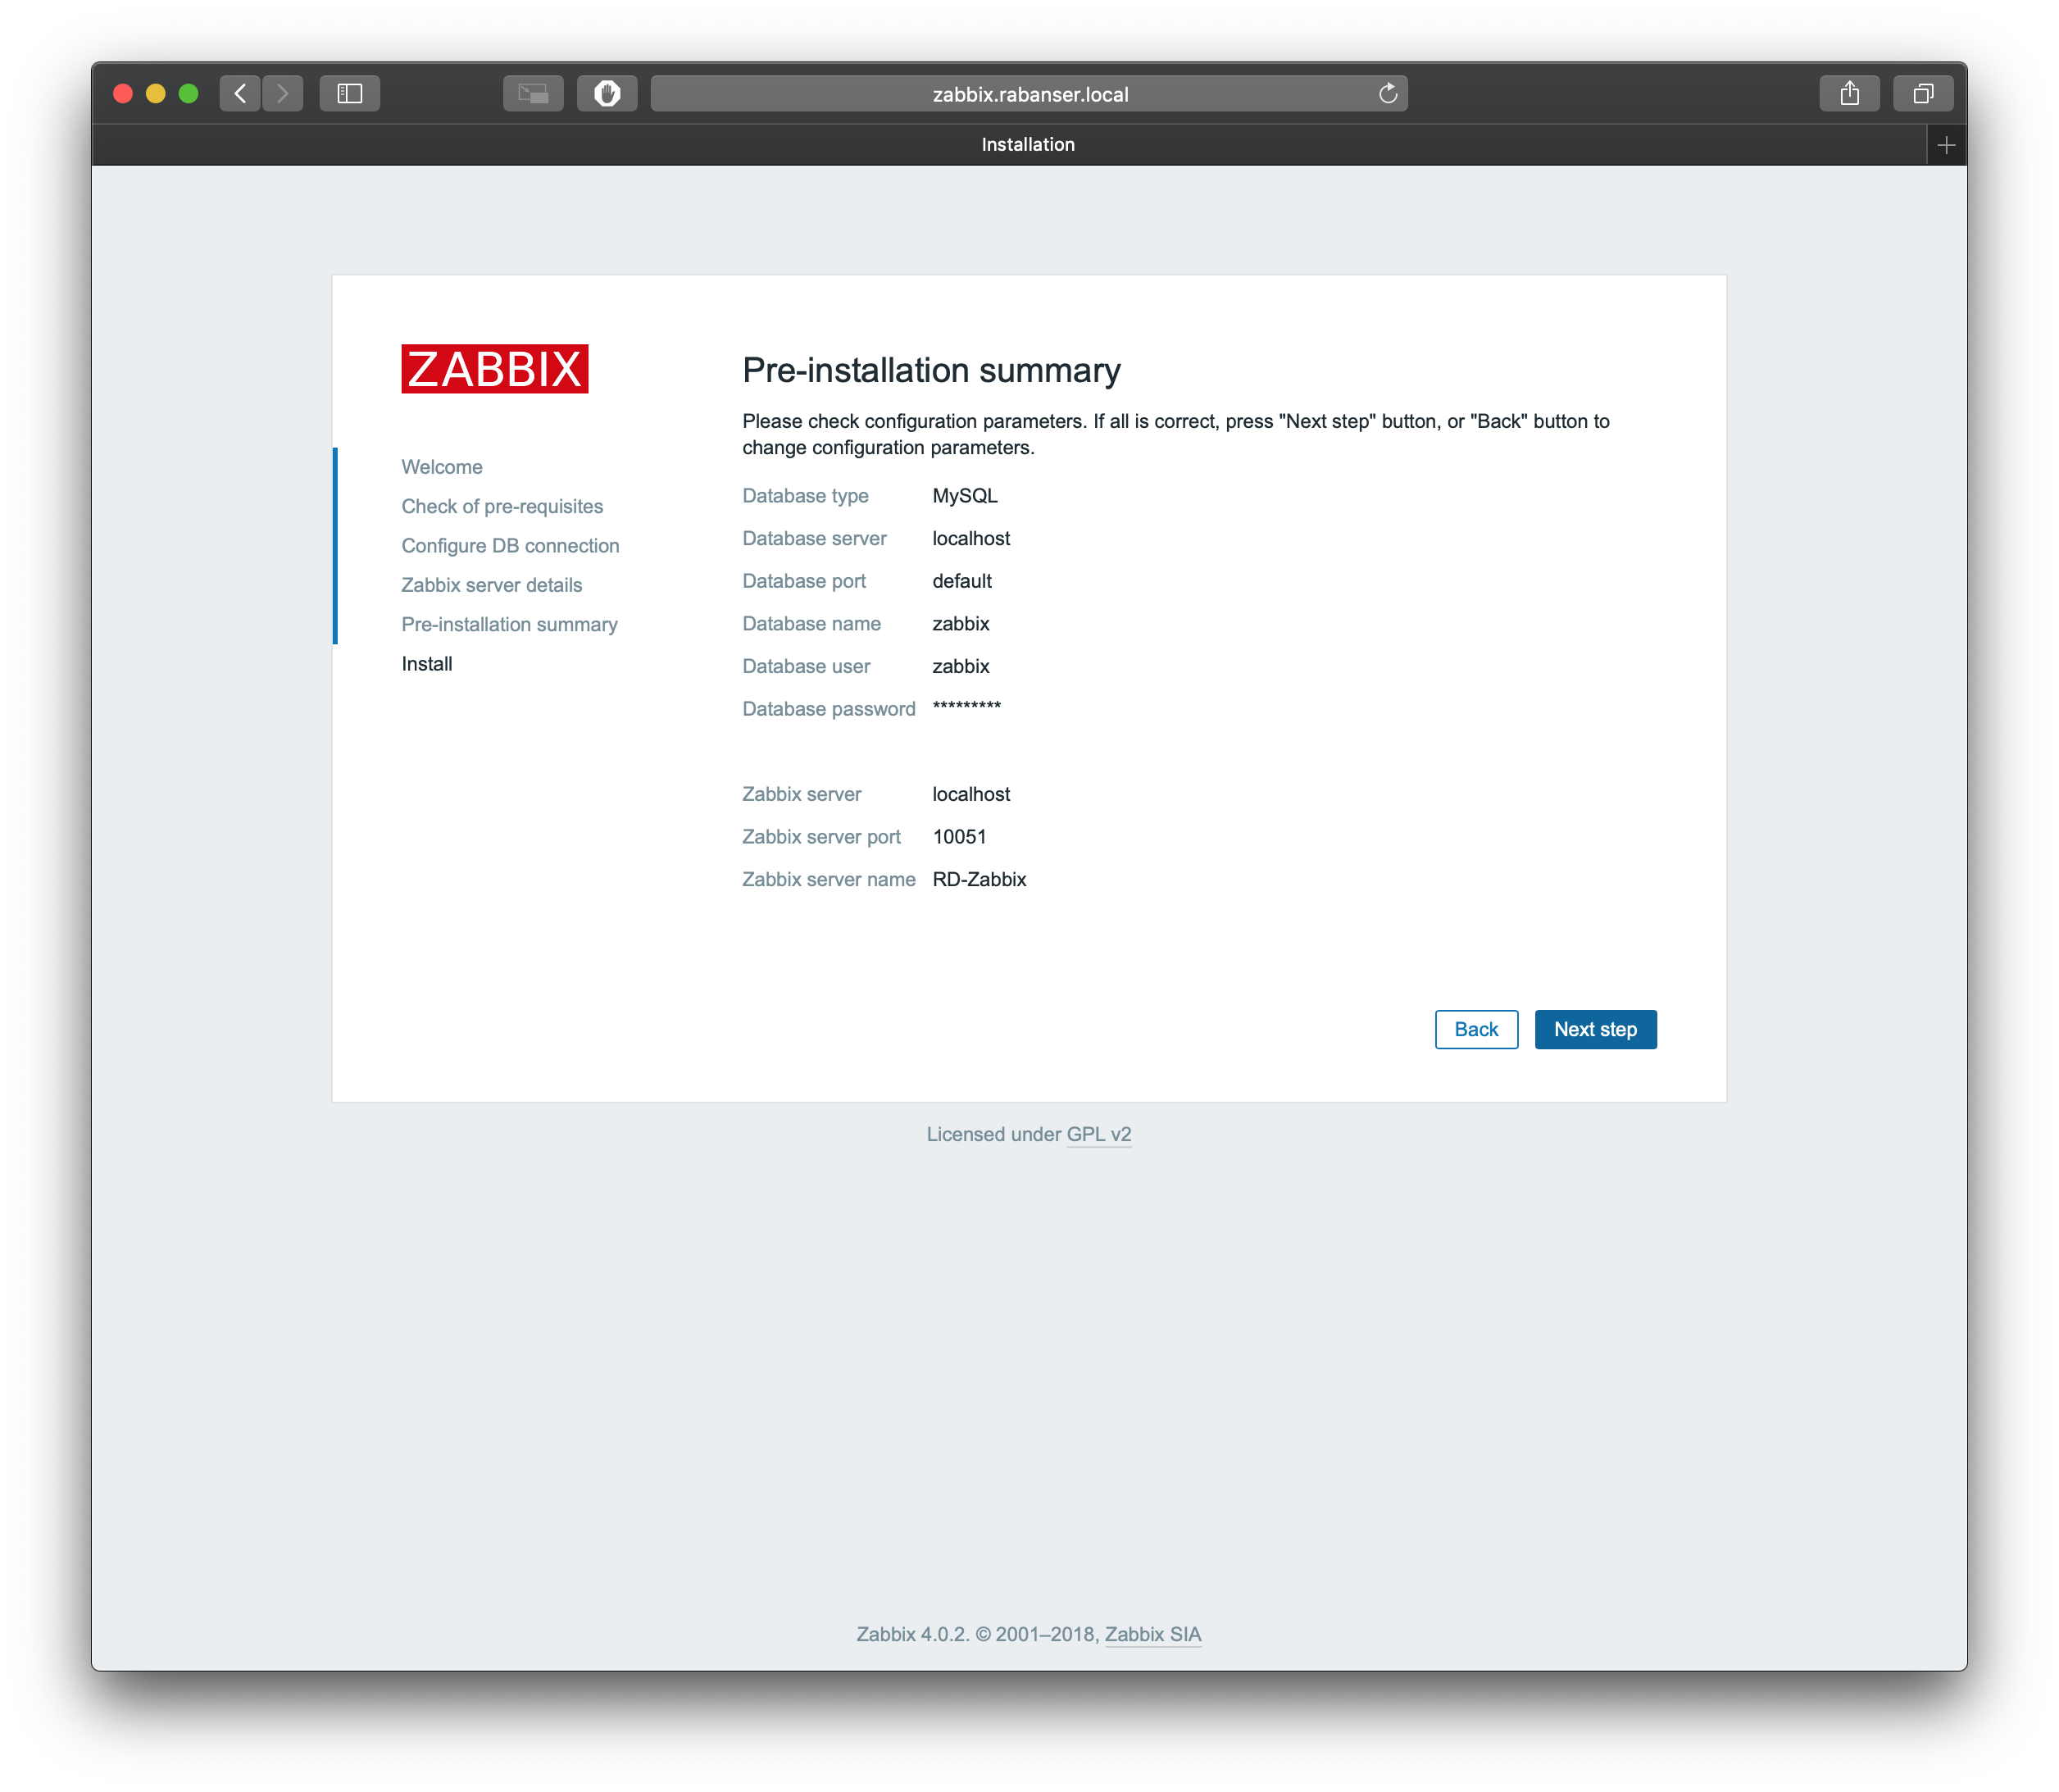 zabbix.rabanser.local
Installation
ZABBIX
Welcome
Check of pre-requisites
Configure DB connection
Zabbix server details
Pre-installation summary
Install
Pre-installation summary
Please check configuration parameters. If all is correct, press "Next step" button, or "Back" button to
change configuration parameters.
Database type MySQL
Database server localhost
Database port default
Database name zabbix
Database user zabbix
Database password *********
Zabbix server localhost
Zabbix server port 10051
Zabbix server name RD-Zabbix
Back Next step
Licensed under GPL v2
Zabbix 4.0.2. © 2001–2018, Zabbix SIA